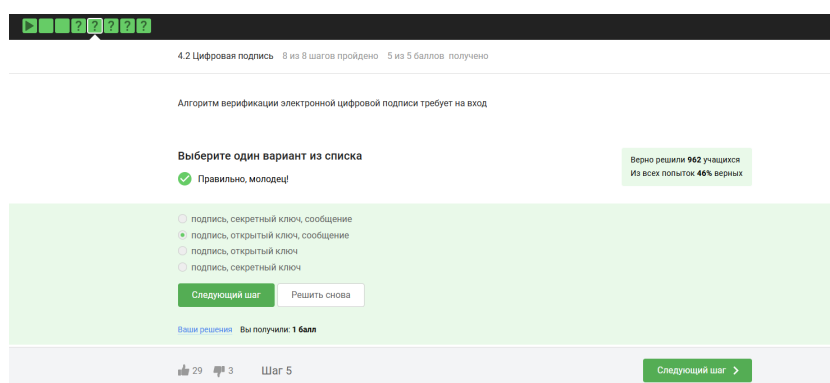 ? ? ? ? ?
4.2 Цифровая подпись 8 из 8 шагов пройдено 5 из 5 баллов получено
Алгоритм верификации электронной цифровой подписи требует на вход
Выберите один вариант из списка
Правильно, молодец!
Верно решили 962 учащихся
Из всех попыток 46% верных
подпись, секретный ключ, сообщение
подпись, открытый ключ, сообщение
подпись, открытый ключ
подпись, секретный ключ
Следующий шаг Решить снова
Ваши решения Вы получили: 1 балл
29 3 Шаг 5 Следующий шаг